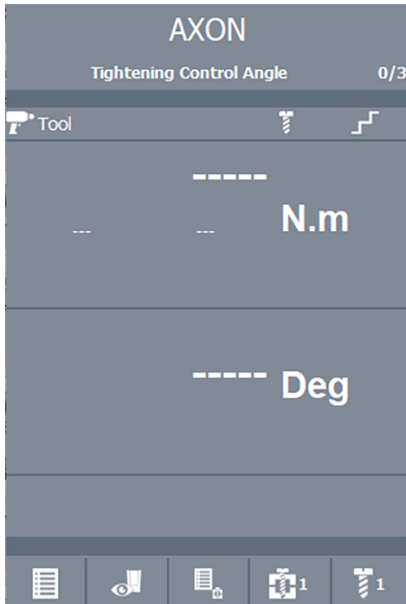 AXON
Tightening Control Angle 0/3
Tool
-----
--- --- N.m
----- Deg
1 1